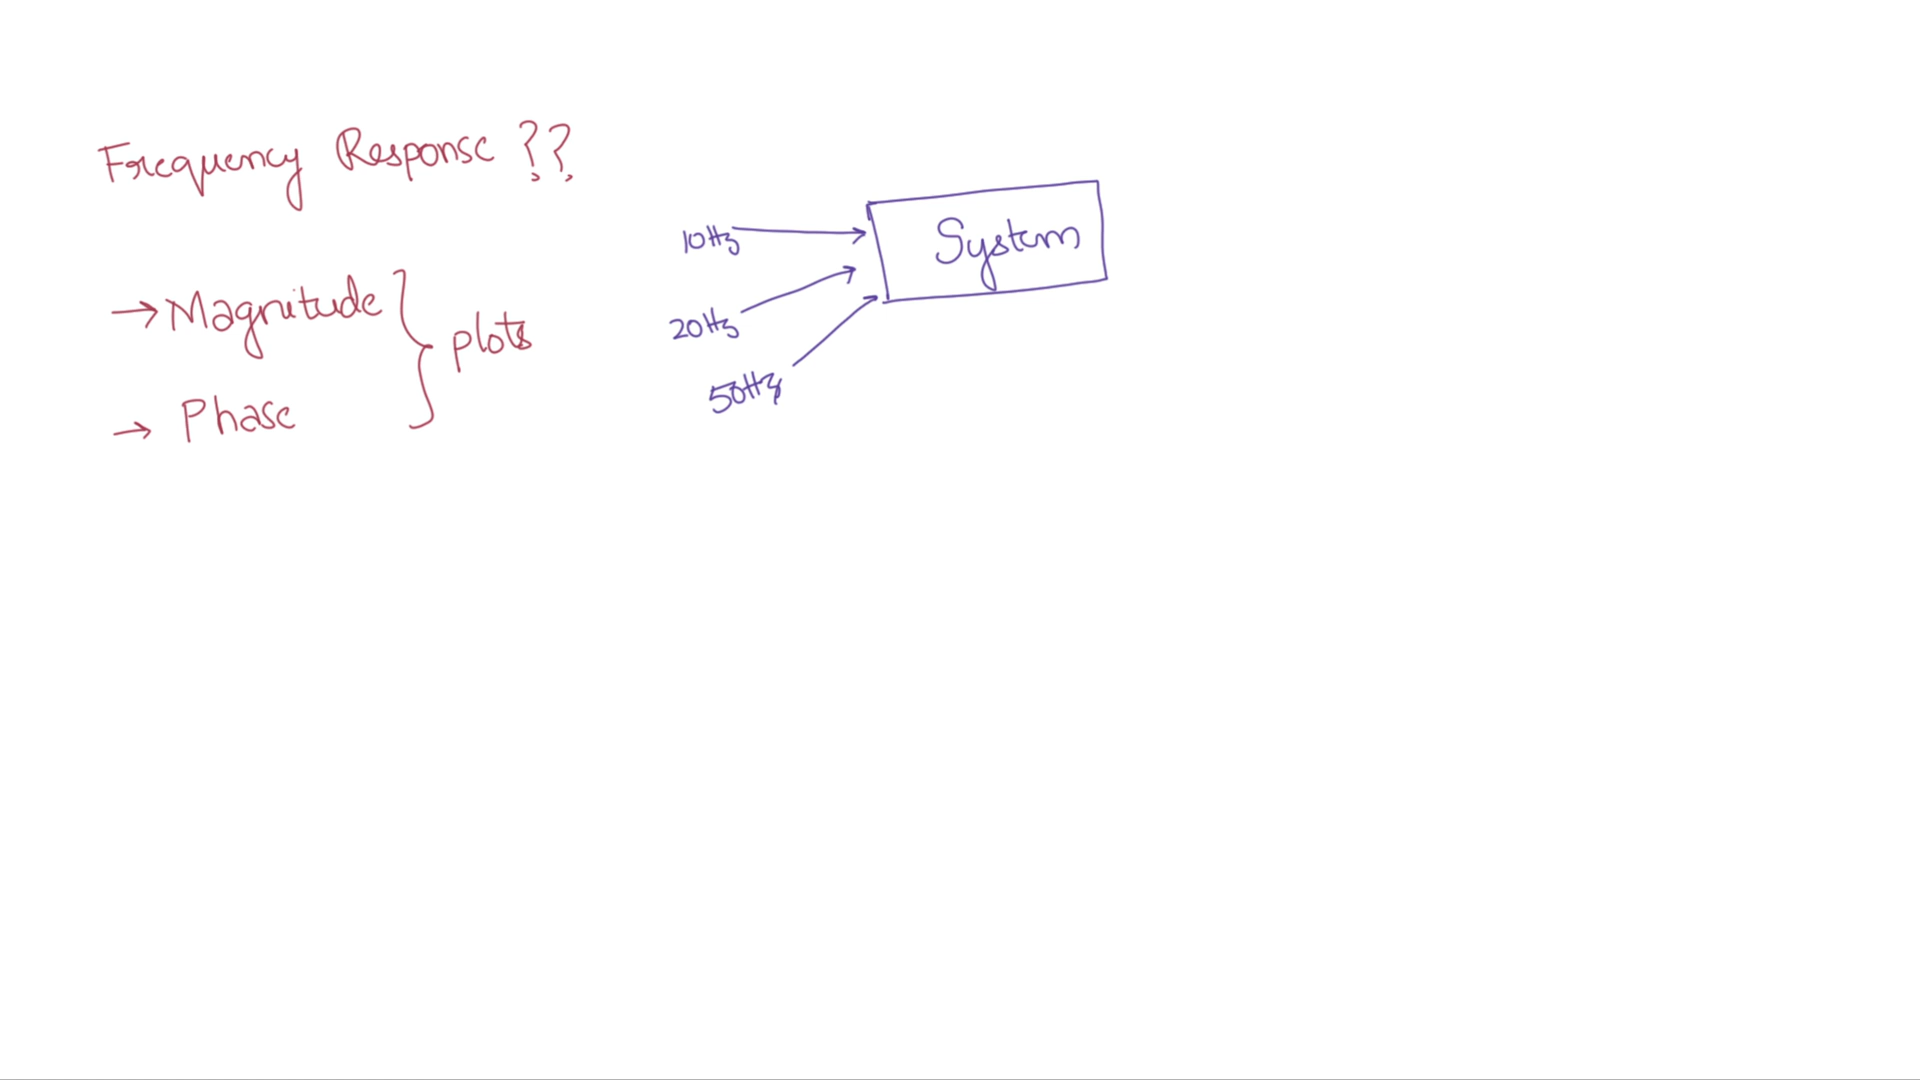 Frequency Response ??
→ Magnitude
→ Phase
} plots
10Hz
20Hz
50Hz
System